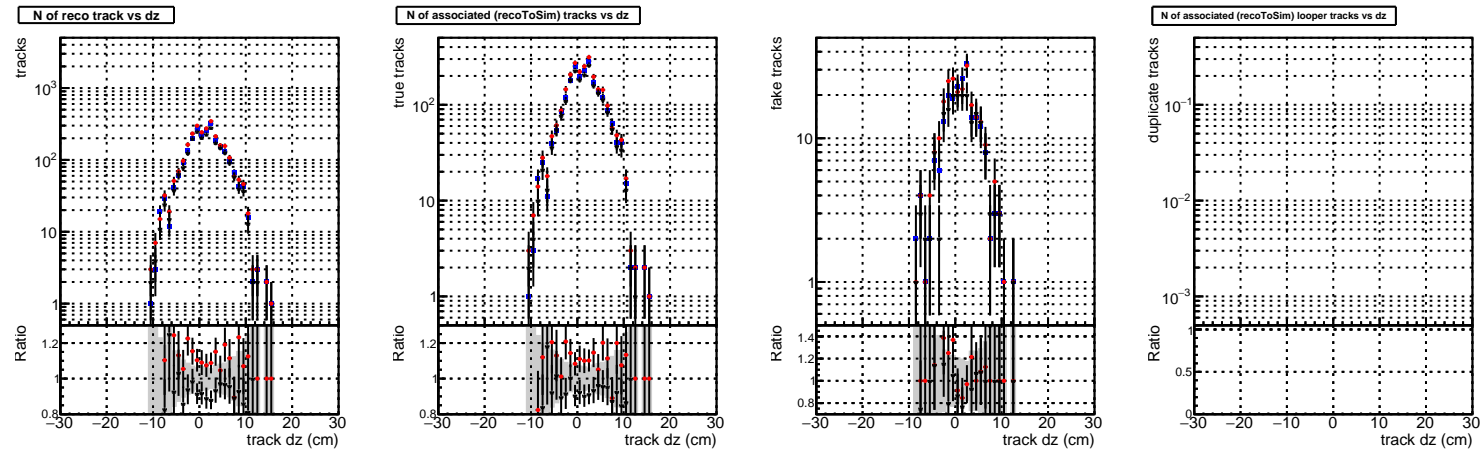 N of reco track vs dz
tracks
10³
10²
10
1
Ratio
1.2
1
0.8
−30 −20 −10 0 10 20 30
track dz (cm)
N of associated (recoToSim) tracks vs dz
true tracks
10²
10
1
Ratio
1.2
1
0.8
−30 −20 −10 0 10 20 30
track dz (cm)
fake tracks
10
1
Ratio
1.4
1.2
1
0.8
−30 −20 −10 0 10 20 30
track dz (cm)
N of associated (recoToSim) looper tracks vs dz
duplicate tracks
10⁻¹
10⁻²
10⁻³
Ratio
1
0.5
0
−30 −20 −10 0 10 20 30
track dz (cm)